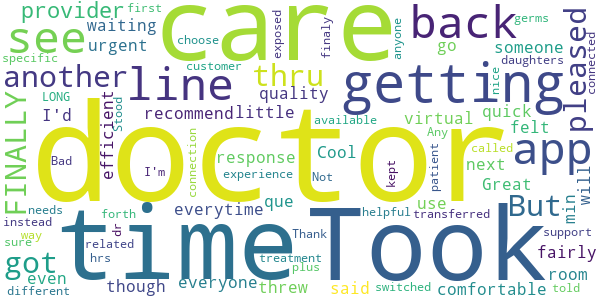 provider first
care
back
germs
waiting
see
choose
exposed
finaly
anyone
urgent
go
someone
specific
customer
daughters
another
line
thru
getting
pleased
connected
nice
quality
LONG
I'd
efficient
Stood
recommend
little
available
virtual
quick
felt
FINALLY
doctor
Any
app
Will
response
Cool
called
next
Bad
I'm
connection
experience
Not
kept
patient
Great
min
needs
forth
everytime
que
use
But
instead
time
Took
helpful
transferred
way
dr
Thank
support
sure
related
fairly
got
hrs
everyone
treatment
room
even
though
threw
plus
said
switched
comfortable
told
different